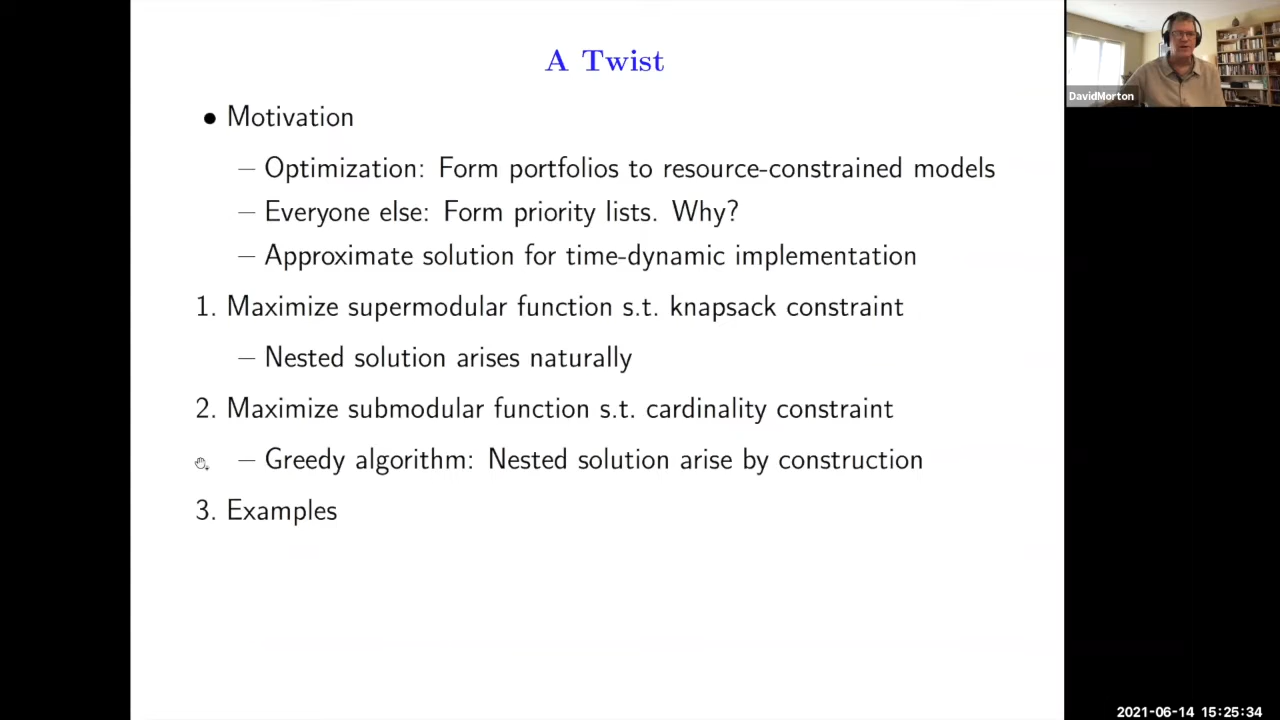 A Twist
DavidMorton
• Motivation
– Optimization: Form portfolios to resource-constrained models
– Everyone else: Form priority lists. Why?
– Approximate solution for time-dynamic implementation
1. Maximize supermodular function s.t. knapsack constraint
– Nested solution arises naturally
2. Maximize submodular function s.t. cardinality constraint
– Greedy algorithm: Nested solution arise by construction
3. Examples
2021-06-14 15:25:34